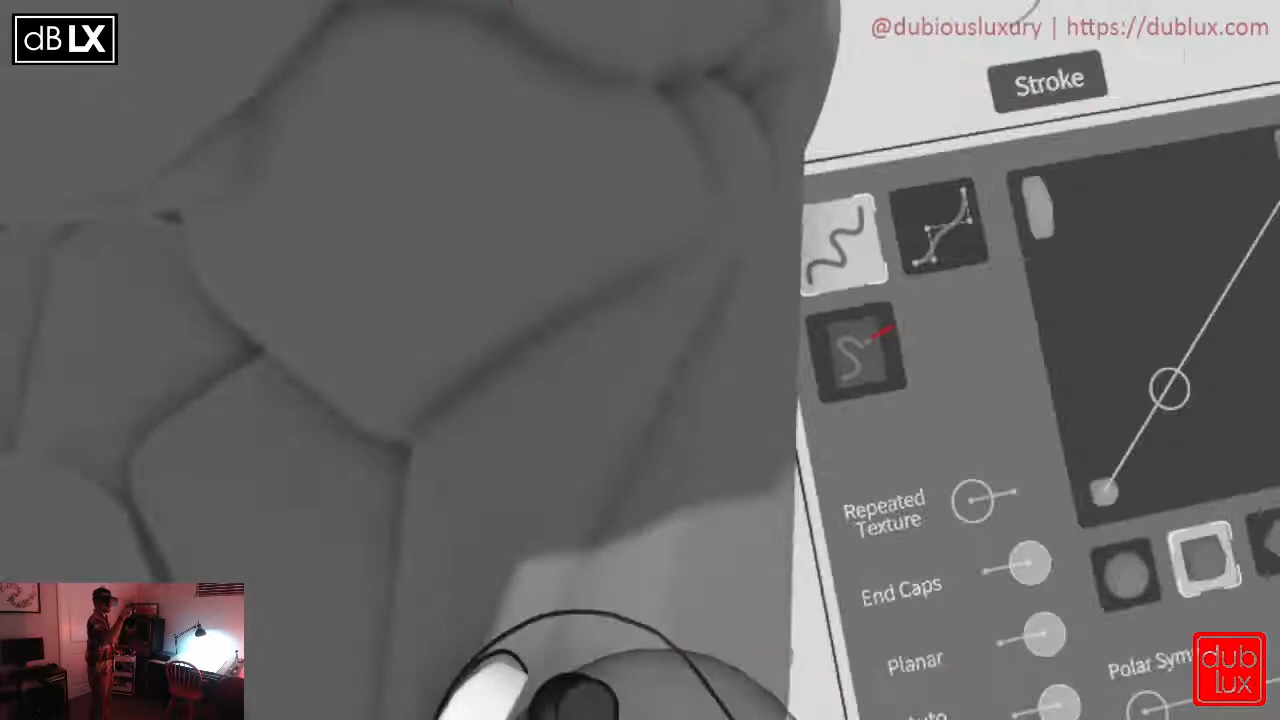 dB LX
@dubiousluxury | https://dublux.com
Stroke
Repeated
Texture
End Caps
Planar
Polar Sym
dub
lux